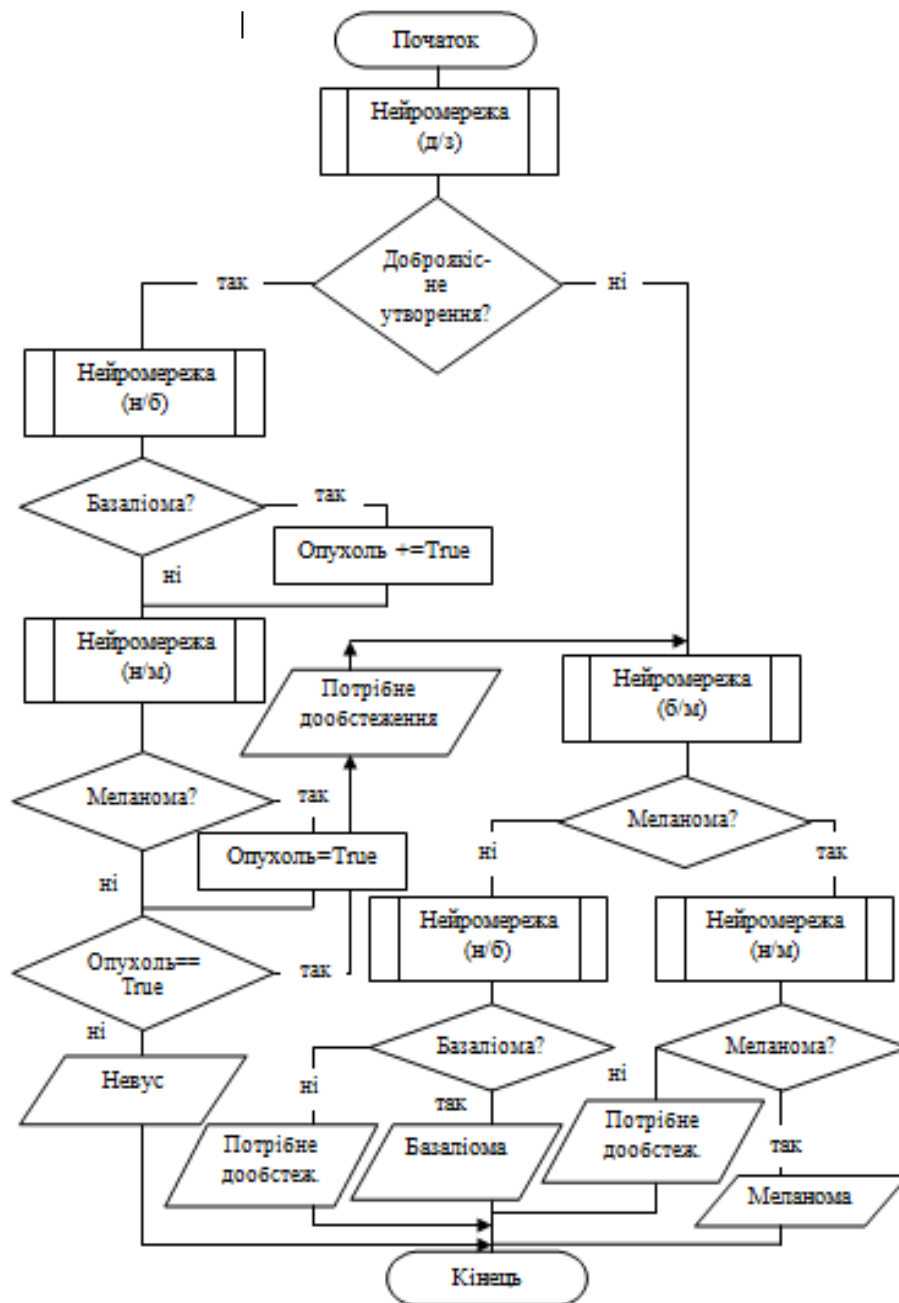 Початок
Нейромережа
(д/з)
Доброякіс-
не
утворення?
так
ні
Нейромережа
(н/б)
Базаліома?
так
Опухоль +=True
ні
Нейромережа
(н/м)
Потрібне
дообстеження
Нейромережа
(б/м)
Меланома?
так
Опухоль=True
ні
Меланома?
ні
так
Нейромережа
(н/б)
Нейромережа
(н/м)
Опухоль==
True
так
ні
Невус
Базаліома?
ні
так
Меланома?
ні
так
Потрібне
дообстеж.
Базаліома
Потрібне
дообстеж.
Меланома
Кінець